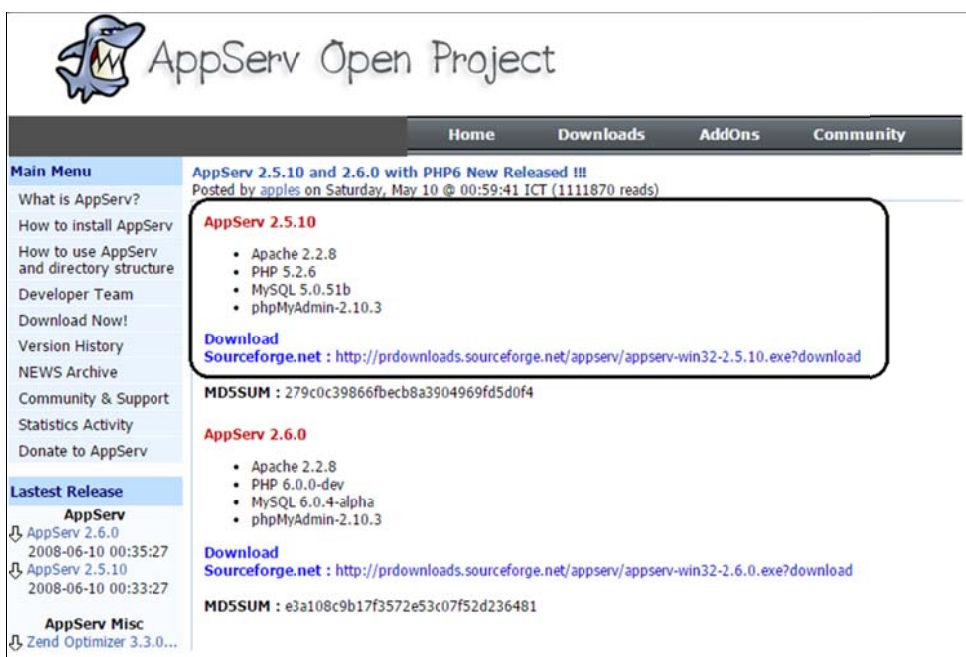 AppServ Open Project
Home Downloads AddOns Community
Main Menu
What is AppServ?
How to install AppServ
How to use AppServ
and directory structure
Developer Team
Download Now!
Version History
NEWS Archive
Community & Support
Statistics Activity
Donate to AppServ
Lastest Release
AppServ
AppServ 2.6.0
2008-06-10 00:35:27
AppServ 2.5.10
2008-06-10 00:33:27
AppServ Misc
Zend Optimizer 3.3.0...
AppServ 2.5.10 and 2.6.0 with PHP6 New Released !!!
Posted by apples on Saturday, May 10 @ 00:59:41 ICT (1111870 reads)
AppServ 2.5.10
• Apache 2.2.8
• PHP 5.2.6
• MySQL 5.0.51b
• phpMyAdmin-2.10.3
Download
Sourceforge.net : http://prdownloads.sourceforge.net/appserv/appserv-win32-2.5.10.exe?download
MD5SUM : 279c0c39866fbecb8a3904969fd5d0f4
AppServ 2.6.0
• Apache 2.2.8
• PHP 6.0.0-dev
• MySQL 6.0.4-alpha
• phpMyAdmin-2.10.3
Download
Sourceforge.net : http://prdownloads.sourceforge.net/appserv/appserv-win32-2.6.0.exe?download
MD5SUM : e3a108c9b17f3572e53c07f52d236481